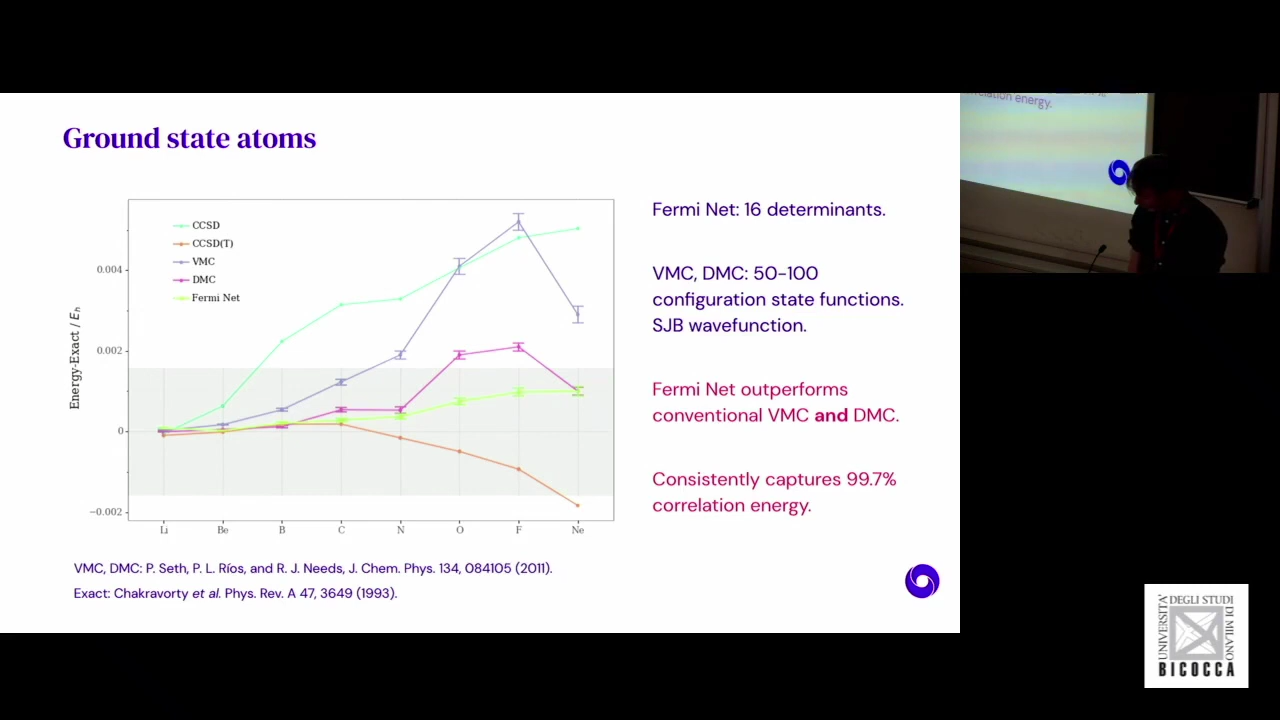 Ground state atoms
CCSD
CCSD(T)
VMC
DMC
Fermi Net
Energy-Exact / Eₕ
0.004
0.002
0
−0.002
Li Be B C N O F Ne
Fermi Net: 16 determinants.
VMC, DMC: 50-100
configuration state functions.
SJB wavefunction.
Fermi Net outperforms
conventional VMC and DMC.
Consistently captures 99.7%
correlation energy.
VMC, DMC: P. Seth, P. L. Ríos, and R. J. Needs, J. Chem. Phys. 134, 084105 (2011).
Exact: Chakravorty et al. Phys. Rev. A 47, 3649 (1993).
energy.
UNIVERSITA'
DEGLI STUDI
DI MILANO
BICOCCA